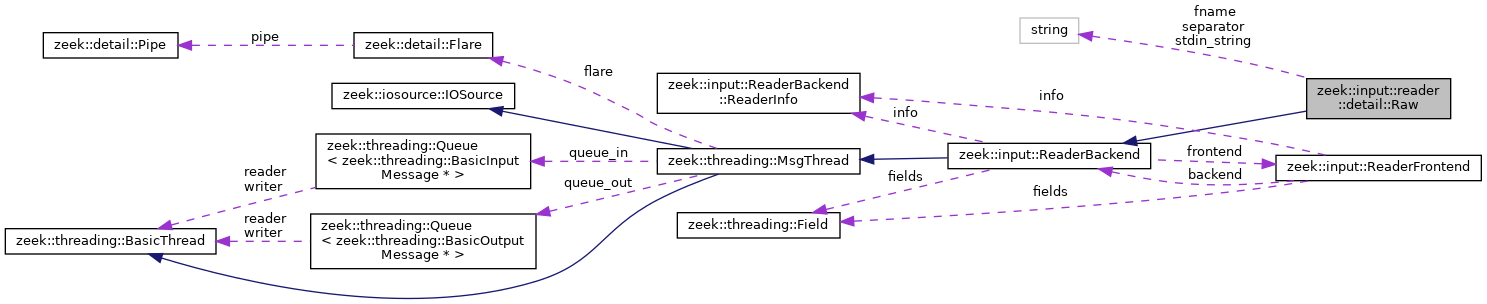 fname
separator
stdin_string
string
pipe
zeek::detail::Pipe
zeek::detail::Flare
flare
zeek::iosource::IOSource
zeek::input::ReaderBackend
::ReaderInfo
info
info
zeek::input::reader
::detail::Raw
zeek::threading::Queue
< zeek::threading::BasicInput
Message * >
queue_in
zeek::threading::MsgThread
zeek::input::ReaderBackend
frontend
backend
zeek::input::ReaderFrontend
reader
writer
queue_out
fields
fields
reader
writer
zeek::threading::BasicThread
zeek::threading::Queue
< zeek::threading::BasicOutput
Message * >
zeek::threading::Field